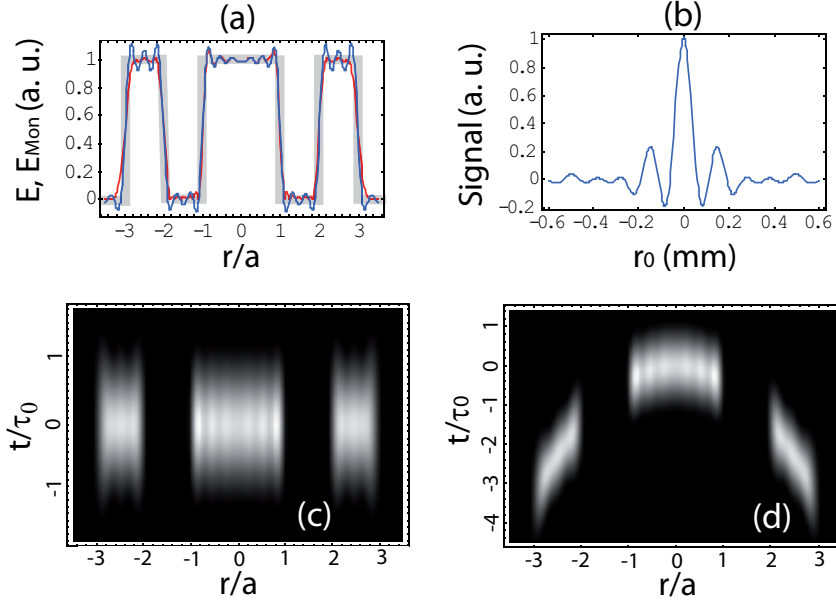 (a)
E, E Mon (a. u.)
1
0.8
0.6
0.4
0.2
0
−3 −2 −1 0 1 2 3
r/a
(b)
Signal (a. u.)
1
0.8
0.6
0.4
0.2
0
−0.2
−0.6 −0.4 −0.2 0 0.2 0.4 0.6
r0 (mm)
t/τ0
1
0
-1
(c)
-3 -2 -1 0 1 2 3
r/a
t/τ0
1
0
-1
-2
-3
-4
(d)
-3 -2 -1 0 1 2 3
r/a